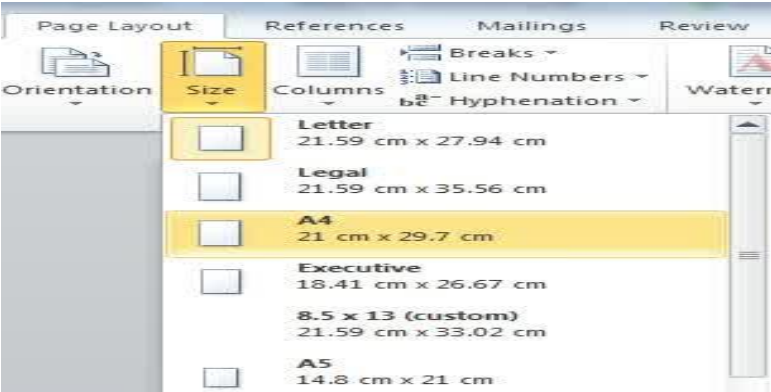 Page Layout References Mailings Review
Orientation Size Columns Breaks
Line Numbers
Hyphenation
Letter
21.59 cm x 27.94 cm
Legal
21.59 cm x 35.56 cm
A4
21 cm x 29.7 cm
Executive
18.41 cm x 26.67 cm
8.5 x 13 (custom)
21.59 cm x 33.02 cm
A5
14.8 cm x 21 cm